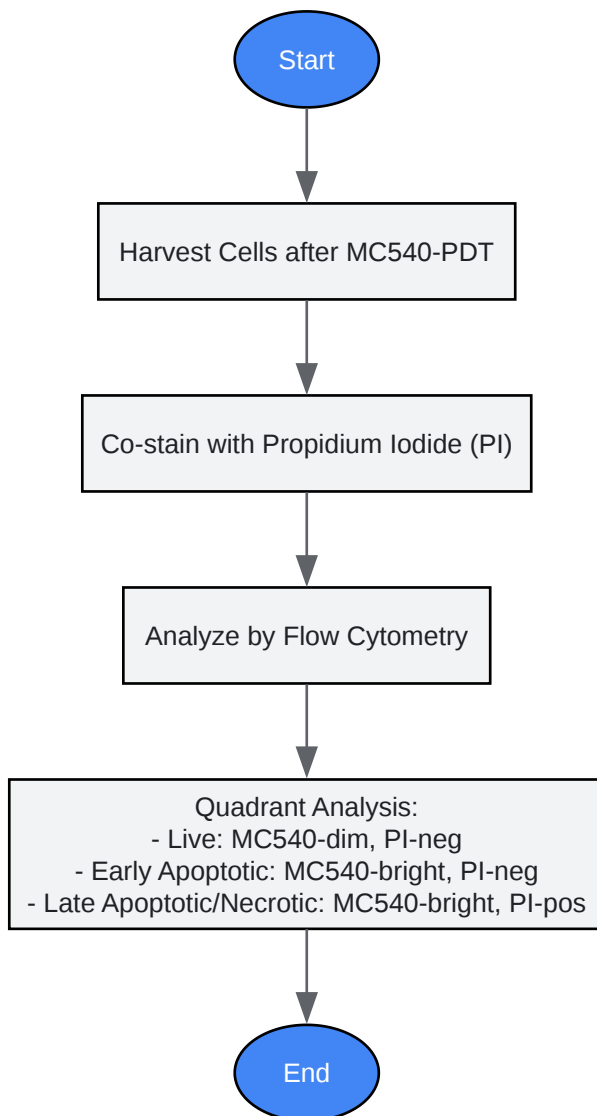 Start
Harvest Cells after MC540-PDT
Co-stain with Propidium Iodide (PI)
Analyze by Flow Cytometry
Quadrant Analysis:
- Live: MC540-dim, PI-neg
- Early Apoptotic: MC540-bright, PI-neg
- Late Apoptotic/Necrotic: MC540-bright, PI-pos
End